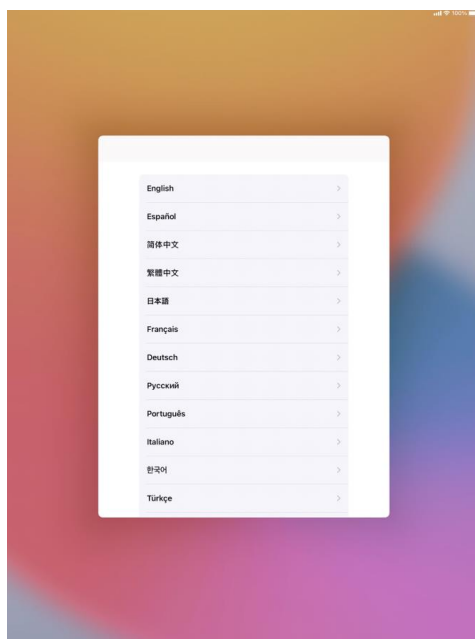 100%
English
Español
简体中文
繁體中文
日本語
Français
Deutsch
Русский
Português
Italiano
한국어
Türkçe